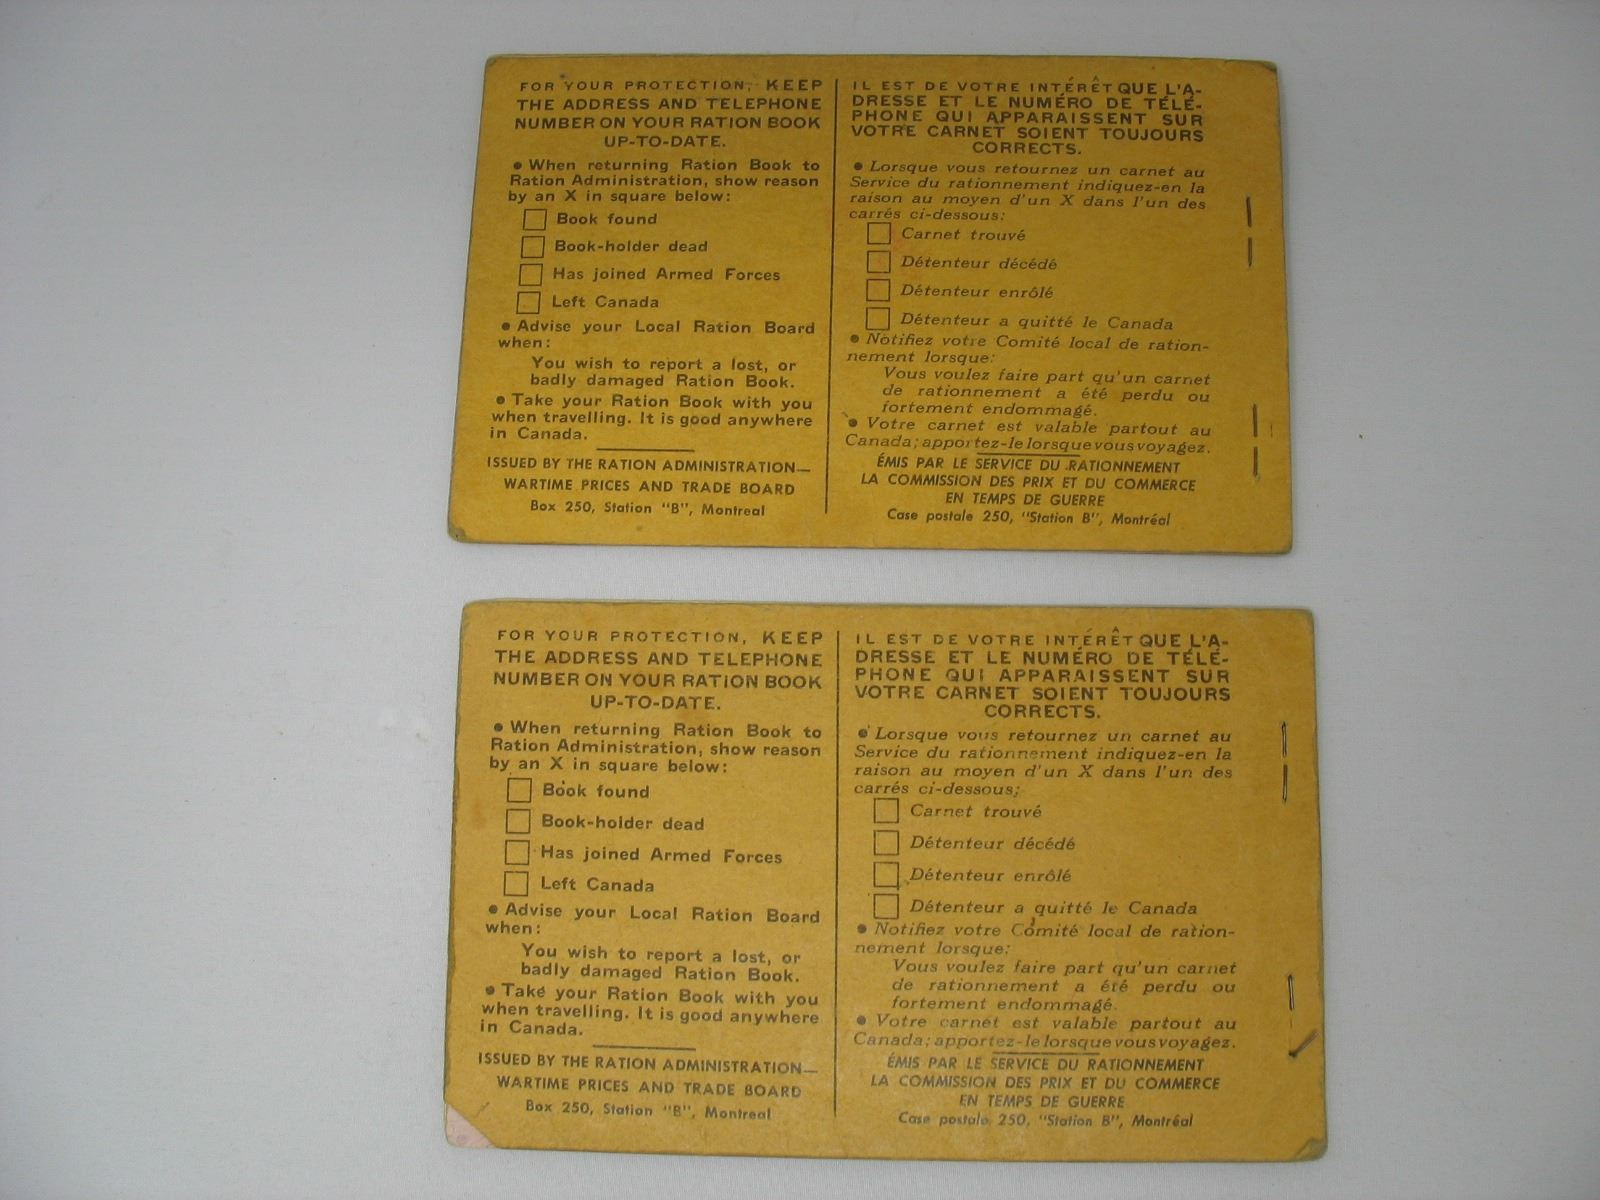 FOR YOUR PROTECTION, KEEP
THE ADDRESS AND TELEPHONE
NUMBER ON YOUR RATION BOOK
UP-TO-DATE.
• When returning Ration Book to
Ration Administration, show reason
by an X in square below:
Book found
Book-holder dead
Has joined Armed Forces
Left Canada
• Advise your Local Ration Board
when:
You wish to report a lost, or
badly damaged Ration Book.
• Take your Ration Book with you
when travelling. It is good anywhere
in Canada.
ISSUED BY THE RATION ADMINISTRATION—
WARTIME PRICES AND TRADE BOARD
Box 250, Station "B", Montreal
IL EST DE VOTRE INTÉRÊT QUE L'A-
DRESSE ET LE NUMÉRO DE TÉLÉ-
PHONE QUI APPARAISSENT SUR
VOTRE CARNET SOIENT TOUJOURS
CORRECTS.
• Lorsque vous retournez un carnet au
Service du rationnement indiquez-en la
raison au moyen d'un X dans l'un des
carrés ci-dessous:
Carnet trouvé
Détenteur décédé
Détenteur enrôlé
Détenteur a quitté le Canada
• Notifiez votre Comité local de ration-
nement lorsque:
Vous voulez faire part qu'un carnet
de rationnement a été perdu ou
fortement endommagé.
• Votre carnet est valable partout au
Canada; apportez-le lorsque vous voyagez.
ÉMIS PAR LE SERVICE DU RATIONNEMENT
LA COMMISSION DES PRIX ET DU COMMERCE
EN TEMPS DE GUERRE
Case postale 250, "Station B", Montréal
FOR YOUR PROTECTION, KEEP
THE ADDRESS AND TELEPHONE
NUMBER ON YOUR RATION BOOK
UP-TO-DATE.
• When returning Ration Book to
Ration Administration, show reason
by an X in square below:
Book found
Book-holder dead
Has joined Armed Forces
Left Canada
• Advise your Local Ration Board
when:
You wish to report a lost, or
badly damaged Ration Book.
• Take your Ration Book with you
when travelling. It is good anywhere
in Canada.
ISSUED BY THE RATION ADMINISTRATION—
WARTIME PRICES AND TRADE BOARD
Box 250, Station "B", Montreal
IL EST DE VOTRE INTÉRÊT QUE L'A-
DRESSE ET LE NUMÉRO DE TÉLÉ-
PHONE QUI APPARAISSENT SUR
VOTRE CARNET SOIENT TOUJOURS
CORRECTS.
• Lorsque vous retournez un carnet au
Service du rationnement indiquez-en la
raison au moyen d'un X dans l'un des
carrés ci-dessous;
Carnet trouvé
Détenteur décédé
Détenteur enrôlé
Détenteur a quitté le Canada
• Notifiez votre Comité local de ration-
nement lorsque:
Vous voulez faire part qu'un carnet
de rationnement a été perdu ou
fortement endommagé.
• Votre carnet est valable partout au
Canada; apportez-le lorsque vous voyagez.
ÉMIS PAR LE SERVICE DU RATIONNEMENT
LA COMMISSION DES PRIX ET DU COMMERCE
EN TEMPS DE GUERRE
Case postale 250, "Station B", Montréal